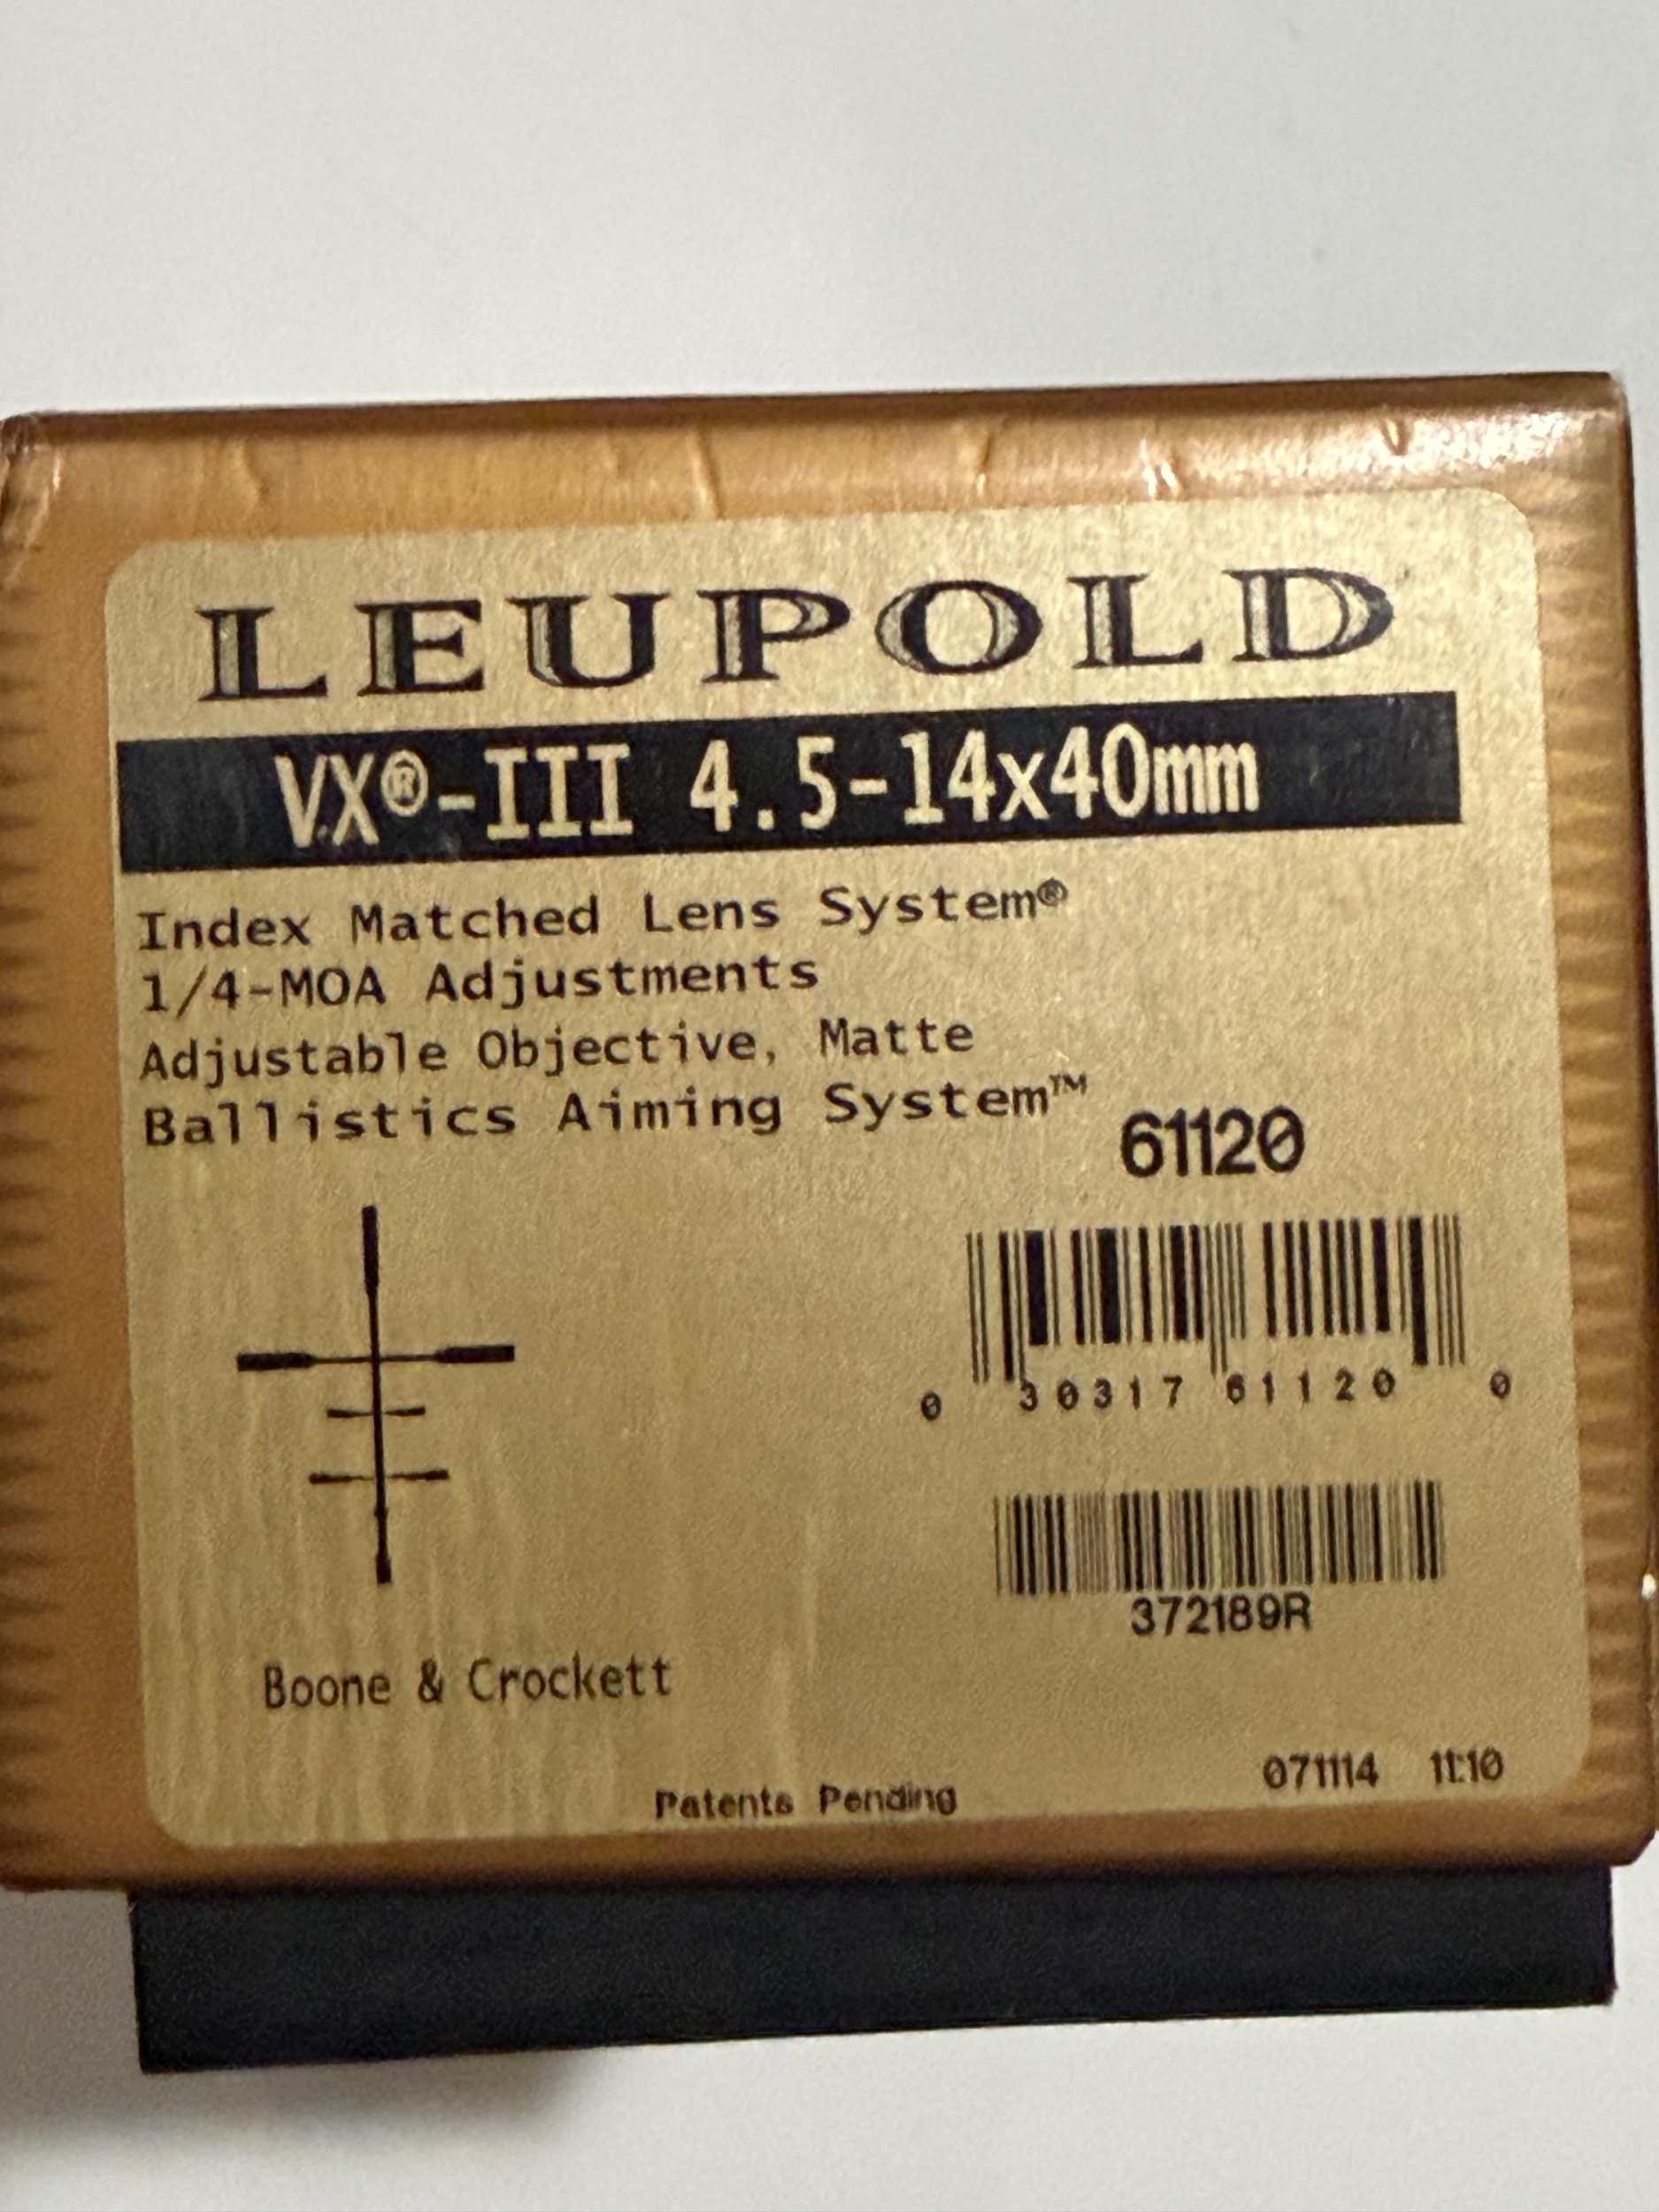 LEUPOLD
VX®-III 4.5-14x40mm
Index Matched Lens System®
1/4-MOA Adjustments
Adjustable Objective, Matte
Ballistics Aiming System™
61120
0 30317 61120 0
372189R
Boone & Crockett
071114 11:10
Patents Pending